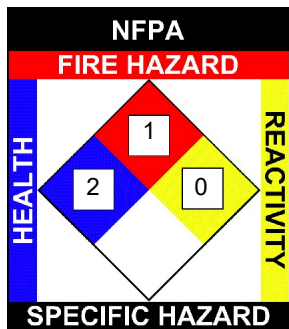 NFPA
FIRE HAZARD
1
HEALTH
2
0
REACTIVITY
SPECIFIC HAZARD